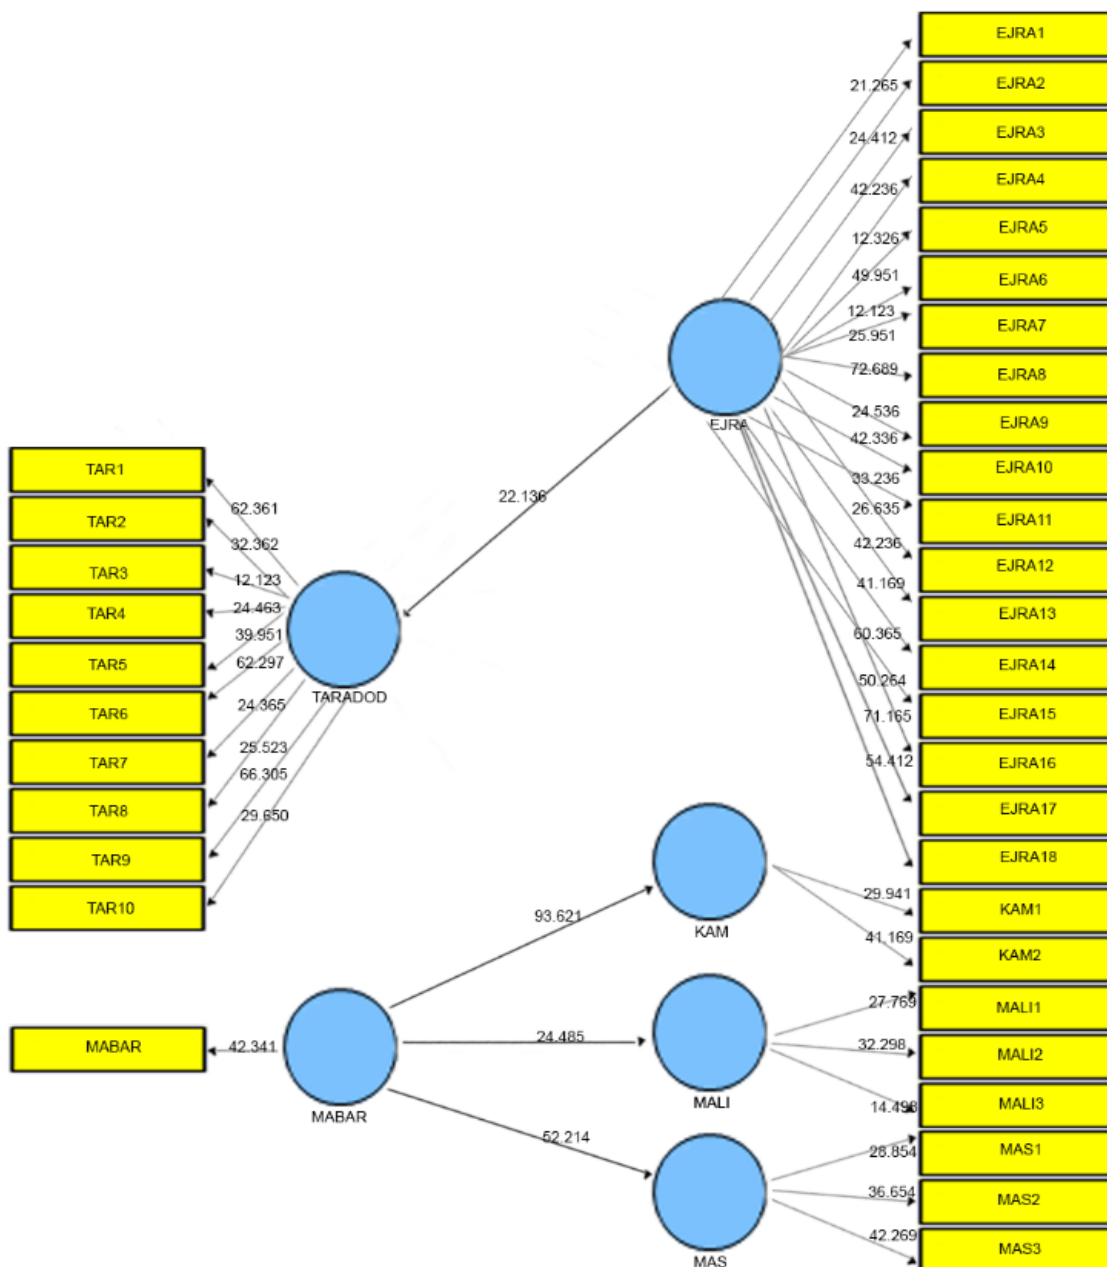 EJRA1
21.265
EJRA2
24.412
EJRA3
42.236
EJRA4
12.326
EJRA5
49.951
EJRA6
12.123
EJRA7
25.951
72.689
EJRA8
24.536
EJRA9
42.336
EJRA10
33.236
26.635
EJRA11
42.236
EJRA12
41.169
EJRA13
60.365
EJRA14
50.264
EJRA15
71.165
54.412
EJRA16
EJRA17
EJRA18
EJRA
22.136
TAR1
62.361
TAR2
32.362
TAR3
12.123
TAR4
24.463
39.951
TAR5
62.297
TAR6
24.365
TAR7
25.523
66.305
TAR8
29.650
TAR9
TAR10
TARADOD
93.621
KAM
29.941
KAM1
41.169
KAM2
MABAR
42.341
MABAR
24.485
MALI
27.769
MALI1
32.298
MALI2
14.498
MALI3
52.214
MAS
28.854
MAS1
36.654
MAS2
42.269
MAS3